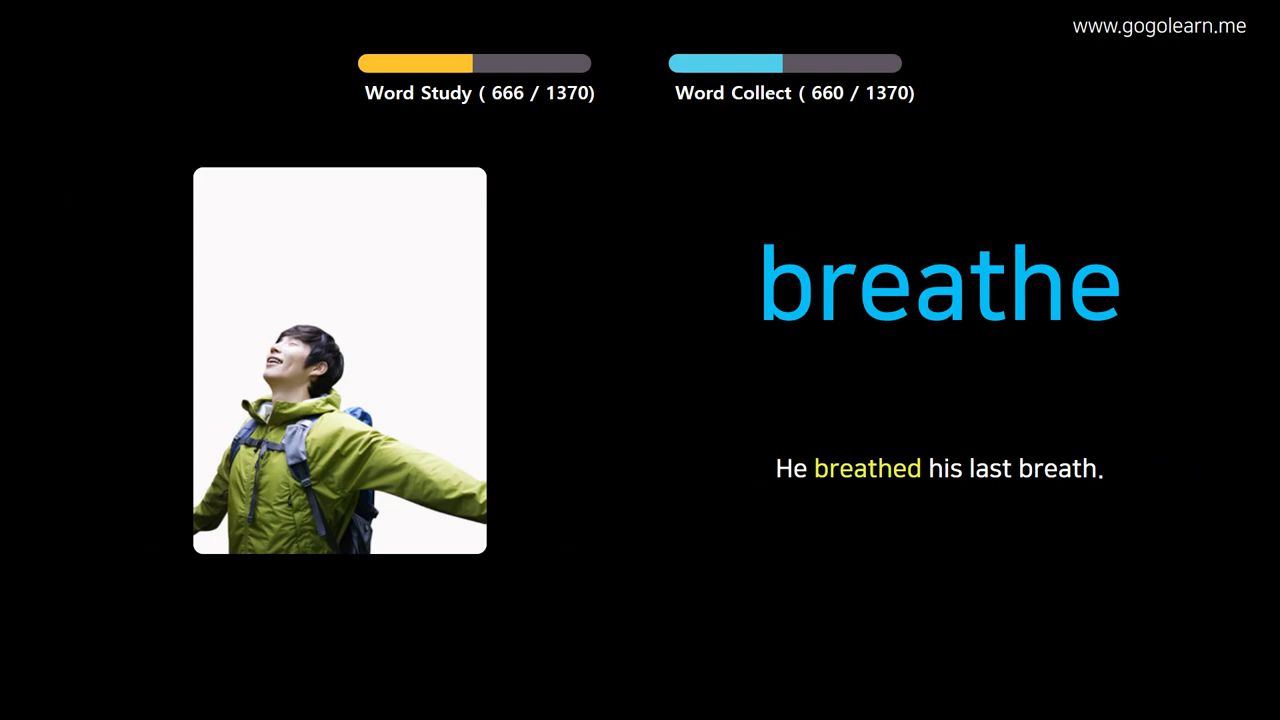 www.gogolearn.me
Word Study ( 666 / 1370)
Word Collect ( 660 / 1370)
breathe
He breathed his last breath.